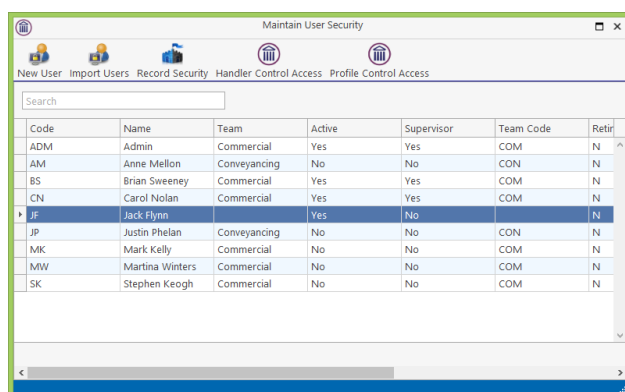 Maintain User Security
New User Import Users Record Security Handler Control Access Profile Control Access
Search
Code Name Team Active Supervisor Team Code Retir
ADM Admin Commercial Yes Yes COM N
AM Anne Mellon Conveyancing No No CON N
BS Brian Sweeney Commercial Yes Yes COM N
CN Carol Nolan Commercial Yes Yes COM N
JF Jack Flynn Yes No N
JP Justin Phelan Conveyancing No No CON N
MK Mark Kelly Commercial No No COM N
MW Martina Winters Commercial No No COM N
SK Stephen Keogh Commercial No No COM N